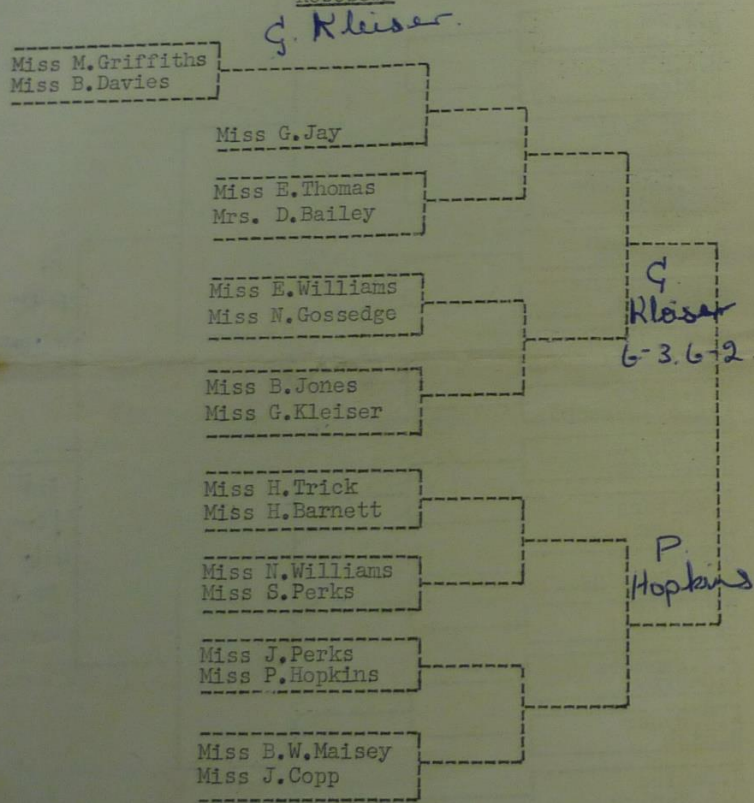 G. Kleiser.
Miss M.Griffiths
Miss B.Davies
Miss G.Jay
Miss E.Thomas
Mrs. D.Bailey
Miss E.Williams
Miss N.Gossedge
G
Kleiser
6-3. 6-2
Miss B.Jones
Miss G.Kleiser
Miss H.Trick
Miss H.Barnett
P.
Hopkins
Miss N.Williams
Miss S.Perks
Miss J.Perks
Miss P.Hopkins
Miss B.W.Maisey
Miss J.Copp